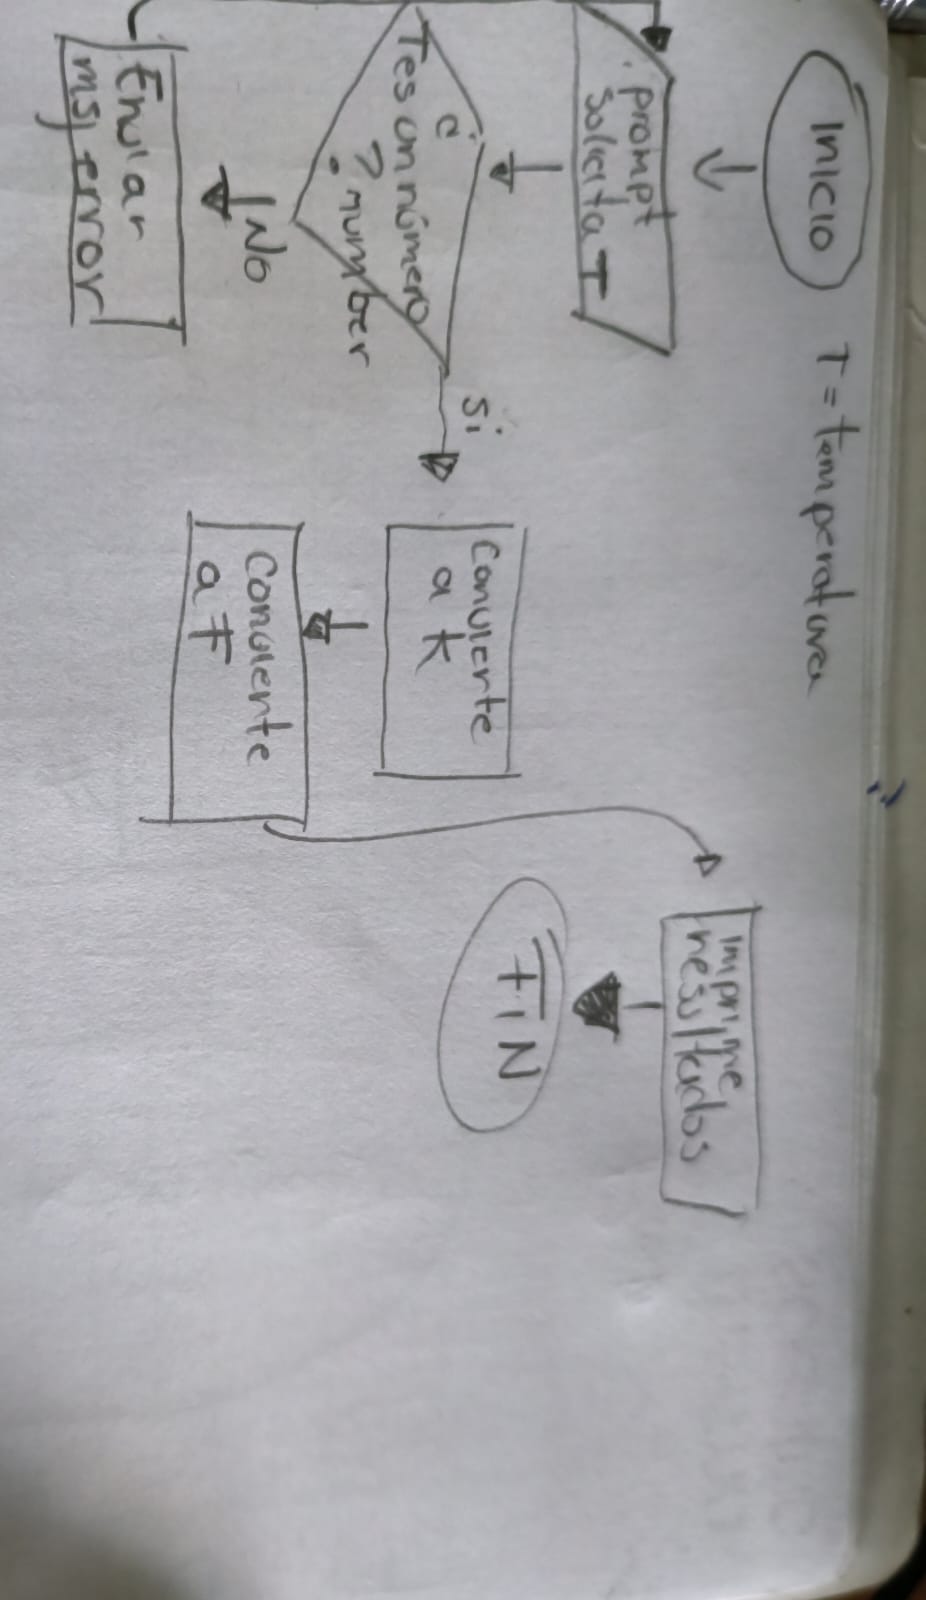 Inicio
T = temperatura
prompt
Solicita T
¿
T es un número
? number
Si
No
Enviar
msj error
Convierte
a K
Convierte
a F
imprime
resultados
FiN